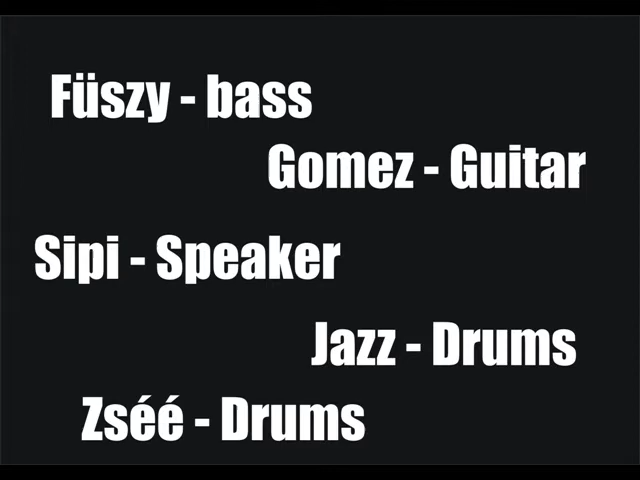 Füszy - bass
Gomez - Guitar
Sipi - Speaker
Jazz - Drums
Zséé - Drums